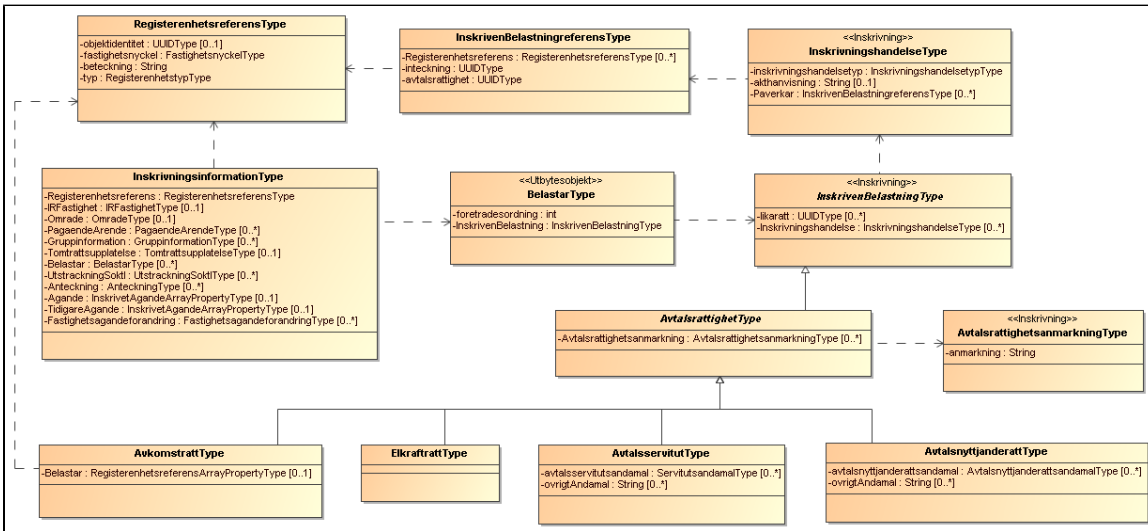 RegisterenhetsreferensType
-objektidentitet : UUIDType [0..1]
-fastighetsnyckel : FastighetsnyckelType
-beteckning : String
-typ : RegisterenhetstypType
InskrivenBelastningreferensType
-Registerenhetsreferens : RegisterenhetsreferensType [0..*]
-inteckning : UUIDType
-avtalsrattighet : UUIDType
<<Inskrivning>>
InskrivningshandelseType
-inskrivningshandelsetyp : InskrivningshandelsetypType
-akthanvisning : String [0..1]
-Paverkar : InskrivenBelastningreferensType [0..*]
InskrivningsinformationType
-Registerenhetsreferens : RegisterenhetsreferensType
-IRFastighet : IRFastighetType [0..1]
-Omrade : OmradeType [0..1]
-PagaendeArende : PagaendeArendeType [0..*]
-Gruppinformation : GruppinformationType [0..*]
-Tomtrattsupplatelse : TomtrattsupplatelseType [0..1]
-Belastar : BelastarType [0..*]
-UtstrackningSoktI : UtstrackningSoktIType [0..*]
-Anteckning : AnteckningType [0..*]
-Agande : InskrivetAgandeArrayPropertyType [0..1]
-TidigareAgande : InskrivetAgandeArrayPropertyType [0..1]
-Fastighetsagandeforandring : FastighetsagandeforandringType [0..*]
<<Utbytesobjekt>>
BelastarType
-foretradesordning : int
-InskrivenBelastning : InskrivenBelastningType
<<Inskrivning>>
InskrivenBelastningType
-likaratt : UUIDType [0..*]
-Inskrivningshandelse : InskrivningshandelseType [0..*]
AvtalsrattighetType
-Avtalsrattighetsanmarkning : AvtalsrattighetsanmarkningType [0..*]
<<Inskrivning>>
AvtalsrattighetsanmarkningType
-anmarkning : String
AvkomstrattType
-Belastar : RegisterenhetsreferensArrayPropertyType [0..1]
ElkraftrattType
AvtalsservitutType
-avtalsservitutsandamal : ServitutsandamalType [0..*]
-ovrigtAndamal : String [0..*]
AvtalsnyttjanderattType
-avtalsnyttjanderattsandamal : AvtalsnyttjanderattsandamalType [0..*]
-ovrigtAndamal : String [0..*]